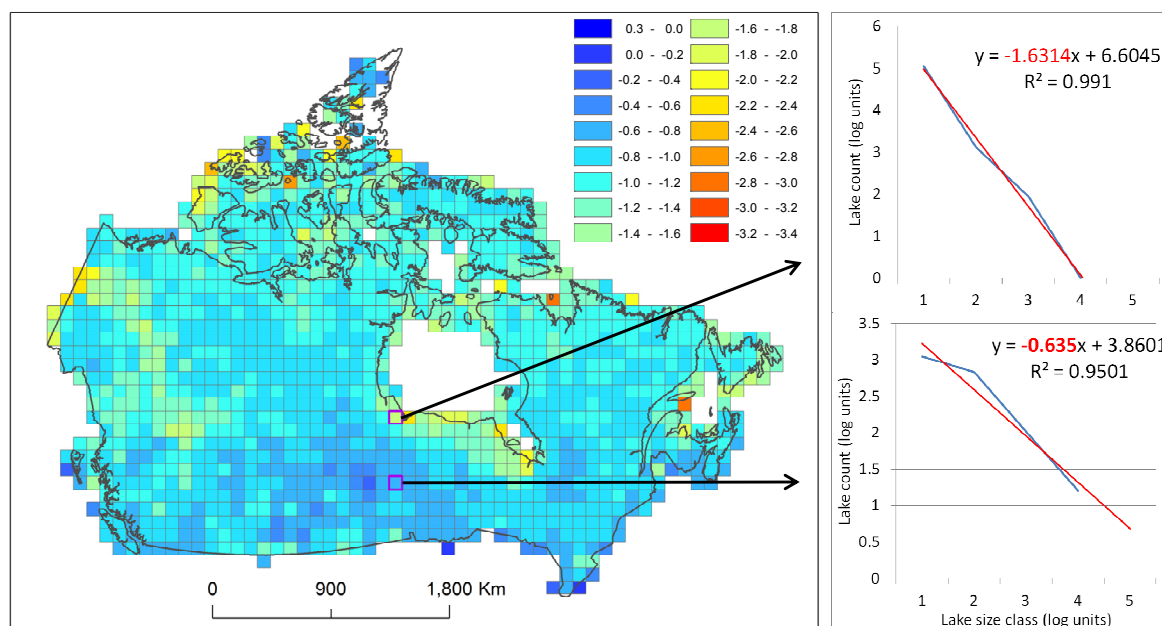 0.3 - 0.0
0.0 - -0.2
-0.2 - -0.4
-0.4 - -0.6
-0.6 - -0.8
-0.8 - -1.0
-1.0 - -1.2
-1.2 - -1.4
-1.4 - -1.6
-1.6 - -1.8
-1.8 - -2.0
-2.0 - -2.2
-2.2 - -2.4
-2.4 - -2.6
-2.6 - -2.8
-2.8 - -3.0
-3.0 - -3.2
-3.2 - -3.4
0 900 1,800 Km
y = -1.6314x + 6.6045
R² = 0.991
Lake count (log units)
6
5
4
3
2
1
0
1 2 3 4 5
y = -0.635x + 3.8601
R² = 0.9501
Lake count (log units)
3.5
3
2.5
2
1.5
1
0.5
0
1 2 3 4 5
Lake size class (log units)